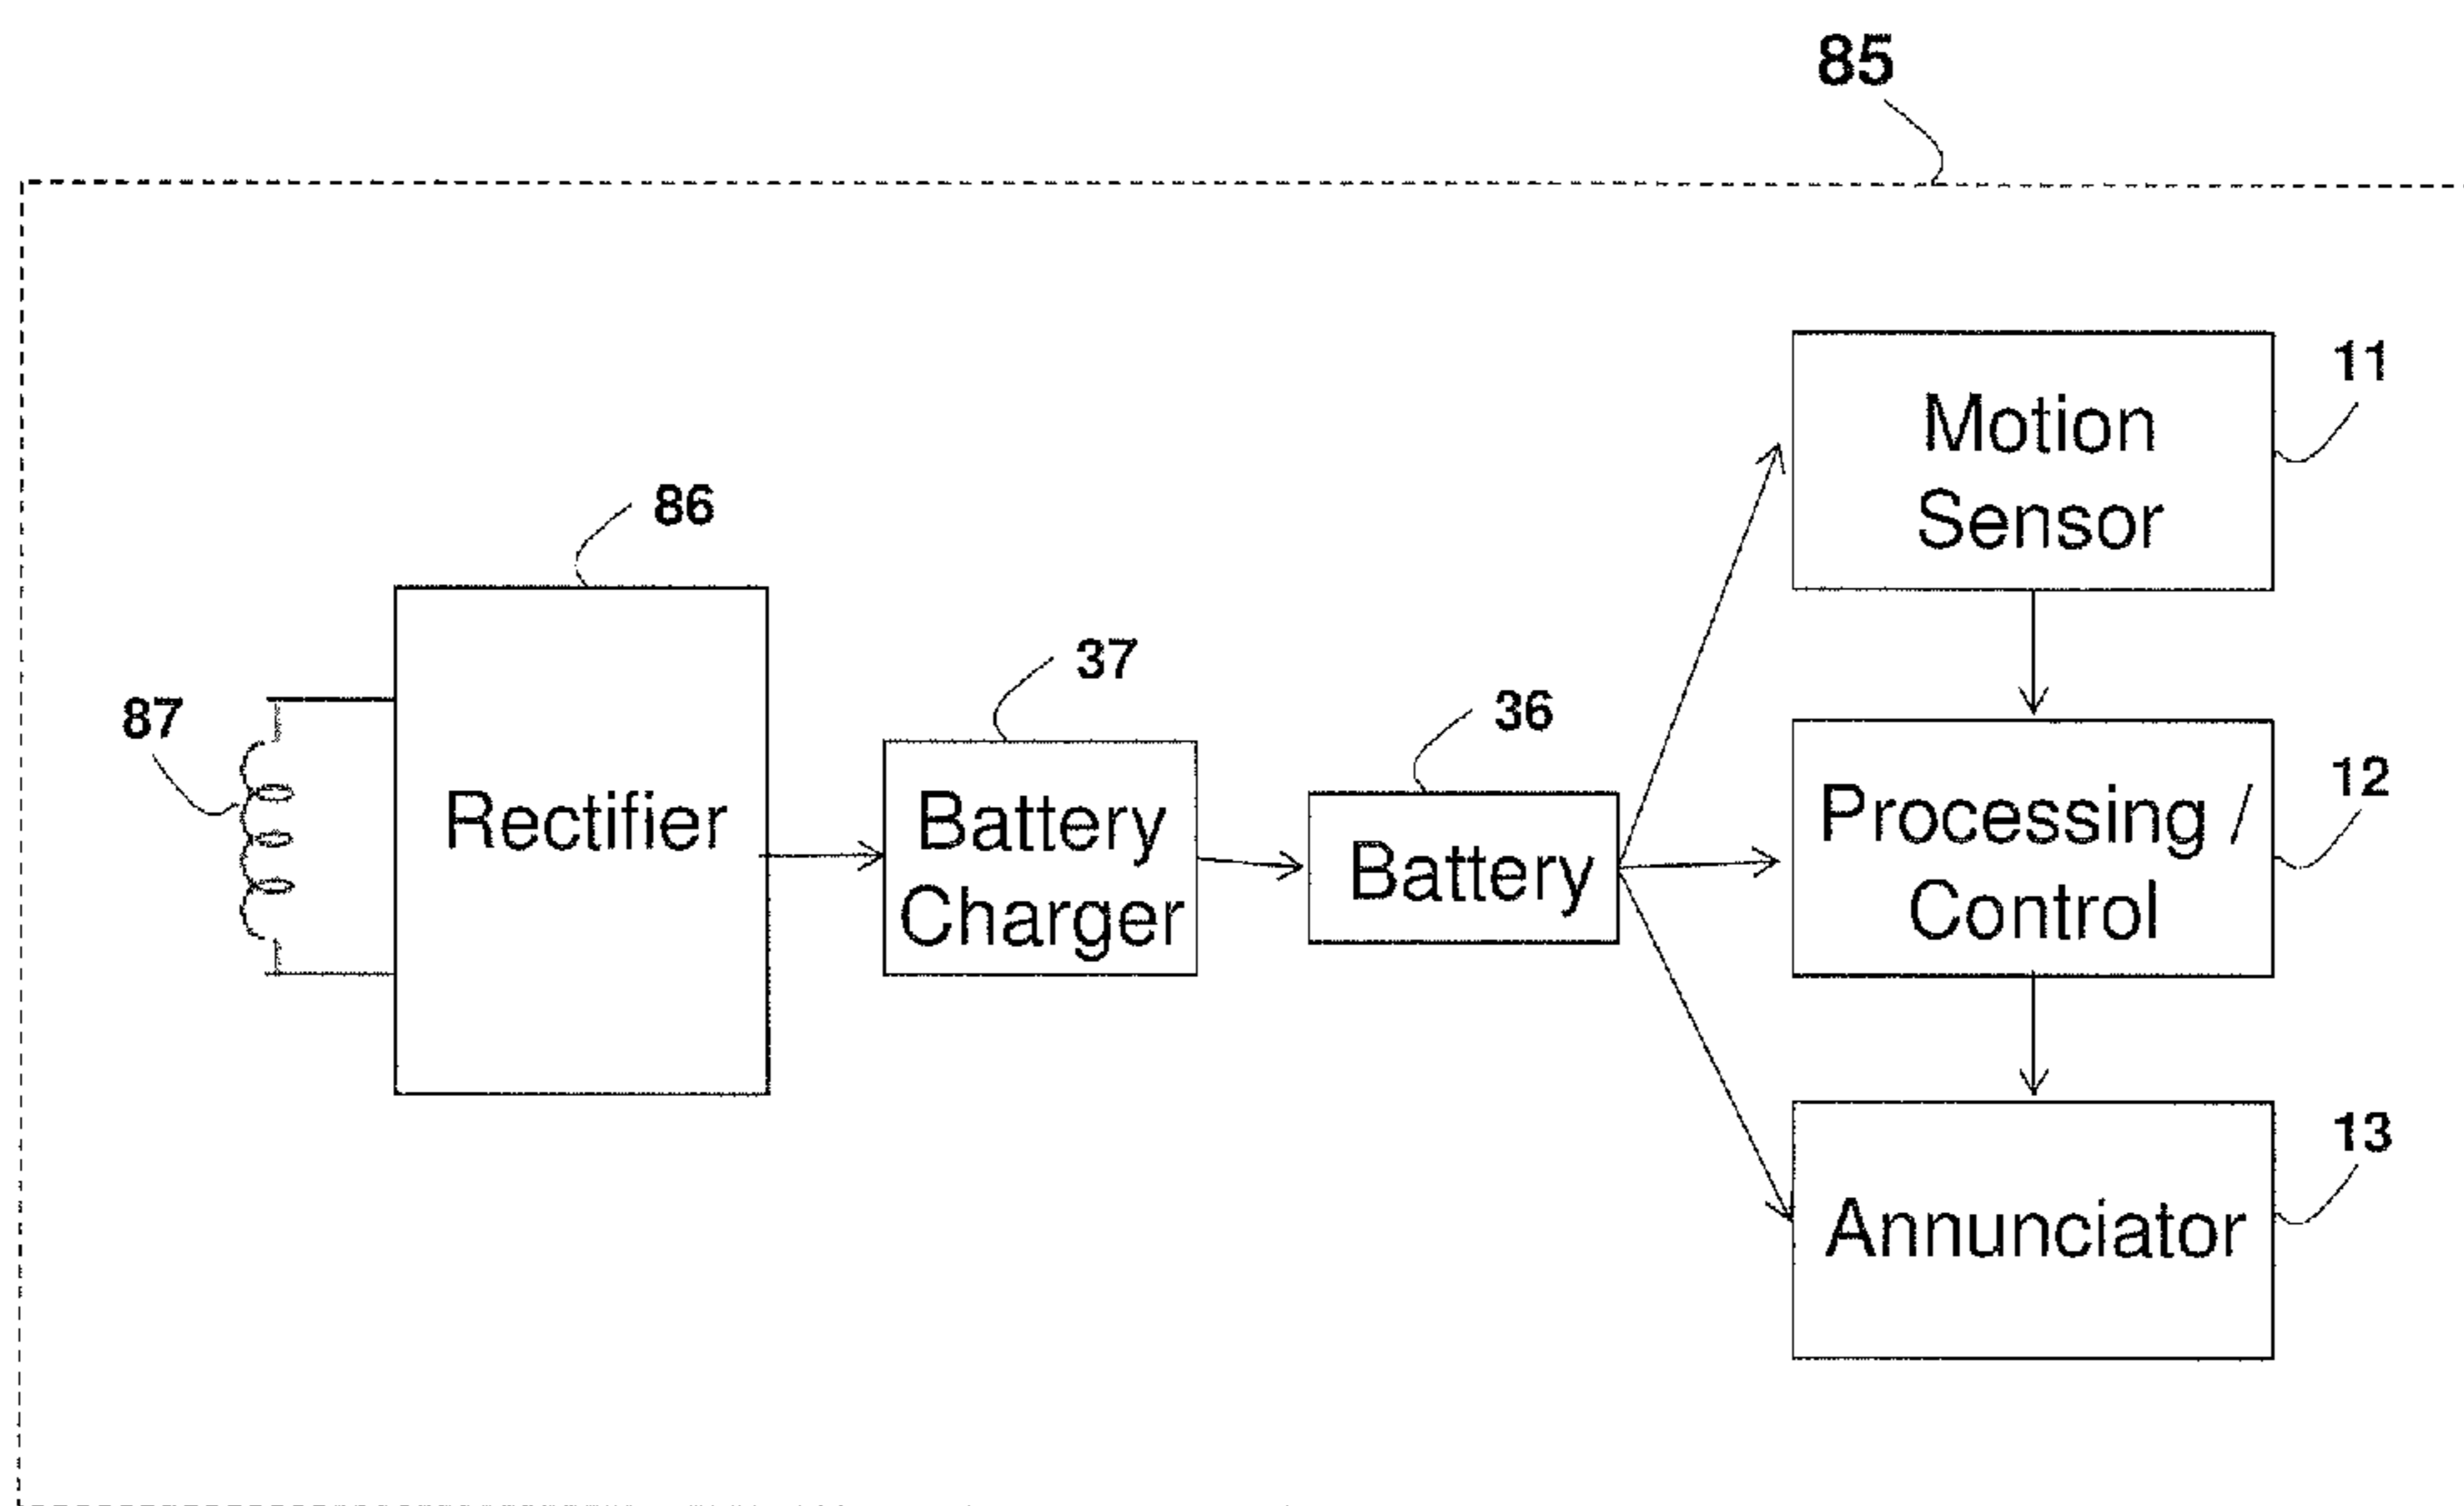 85
11
Motion
Sensor
86
37
36
87
Rectifier
Battery
Charger
Battery
12
Processing /
Control
13
Annunciator